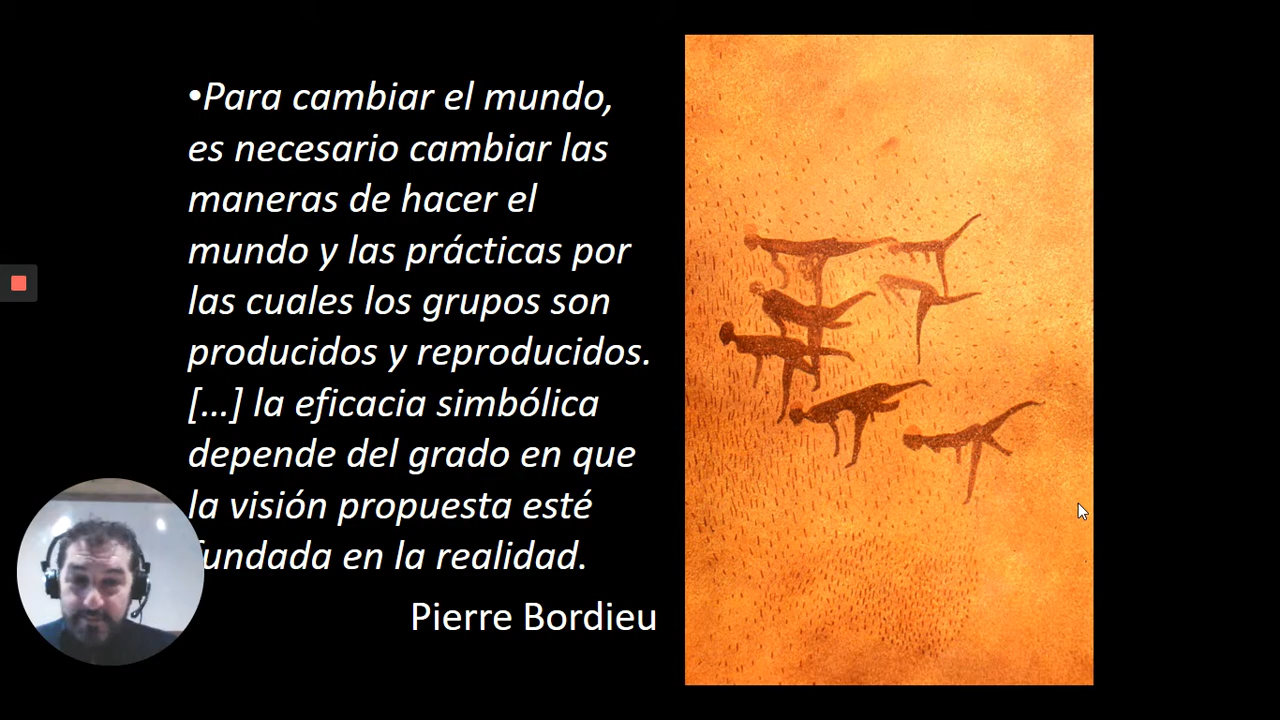 •Para cambiar el mundo,
es necesario cambiar las
maneras de hacer el
mundo y las prácticas por
las cuales los grupos son
producidos y reproducidos.
[...] la eficacia simbólica
depende del grado en que
la visión propuesta esté
fundada en la realidad.
Pierre Bordieu